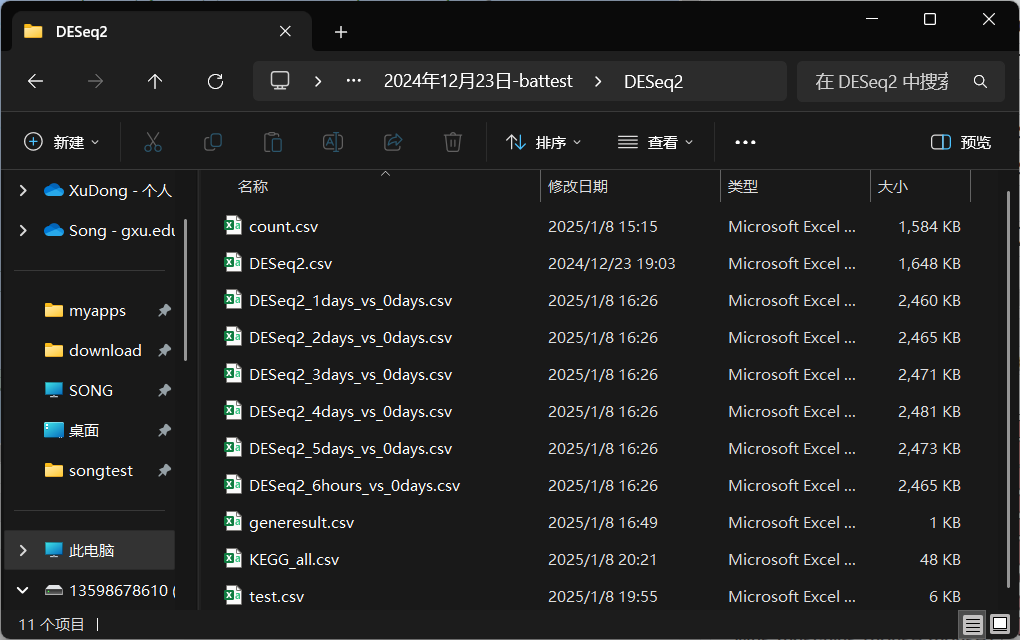 DESeq2
2024年12月23日-battest
DESeq2
在 DESeq2 中搜索
新建
排序
查看
预览
XuDong - 个人
Song - gxu.edu
myapps
download
SONG
桌面
songtest
此电脑
13598678610 (
名称 修改日期 类型 大小
count.csv 2025/1/8 15:15 Microsoft Excel ... 1,584 KB
DESeq2.csv 2024/12/23 19:03 Microsoft Excel ... 1,648 KB
DESeq2_1days_vs_0days.csv 2025/1/8 16:26 Microsoft Excel ... 2,460 KB
DESeq2_2days_vs_0days.csv 2025/1/8 16:26 Microsoft Excel ... 2,465 KB
DESeq2_3days_vs_0days.csv 2025/1/8 16:26 Microsoft Excel ... 2,471 KB
DESeq2_4days_vs_0days.csv 2025/1/8 16:26 Microsoft Excel ... 2,481 KB
DESeq2_5days_vs_0days.csv 2025/1/8 16:26 Microsoft Excel ... 2,473 KB
DESeq2_6hours_vs_0days.csv 2025/1/8 16:26 Microsoft Excel ... 2,465 KB
generesult.csv 2025/1/8 16:49 Microsoft Excel ... 1 KB
KEGG_all.csv 2025/1/8 20:21 Microsoft Excel ... 48 KB
test.csv 2025/1/8 19:55 Microsoft Excel ... 6 KB
11 个项目